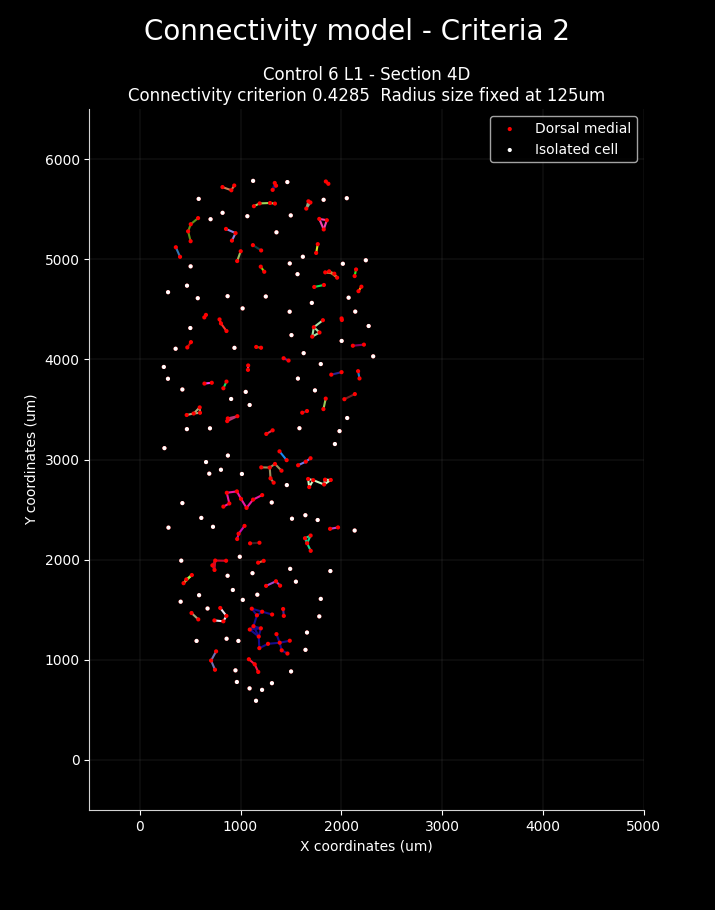 Connectivity model - Criteria 2
Control 6 L1 - Section 4D
Connectivity criterion 0.4285  Radius size fixed at 125um
Dorsal medial
Isolated cell
6000
5000
4000
3000
2000
1000
0
Y coordinates (um)
0 1000 2000 3000 4000 5000
X coordinates (um)